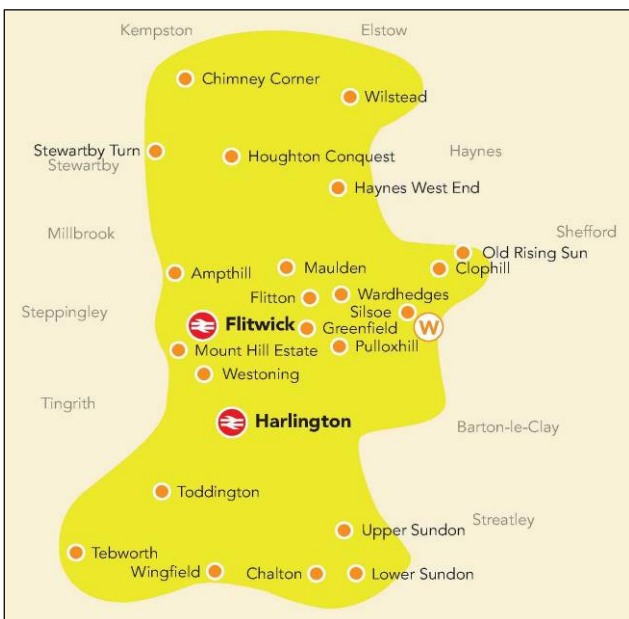 Kempston
Elstow
Chimney Corner
Wilstead
Stewartby Turn
Stewartby
Houghton Conquest
Haynes
Haynes West End
Millbrook
Shefford
Old Rising Sun
Clophill
Ampthill
Maulden
Flitton
Wardhedges
Steppingley
Silsoe
Flitwick
Greenfield
W
Mount Hill Estate
Pulloxhill
Westoning
Tingrith
Harlington
Barton-le-Clay
Toddington
Upper Sundon
Streatley
Tebworth
Wingfield
Chalton
Lower Sundon